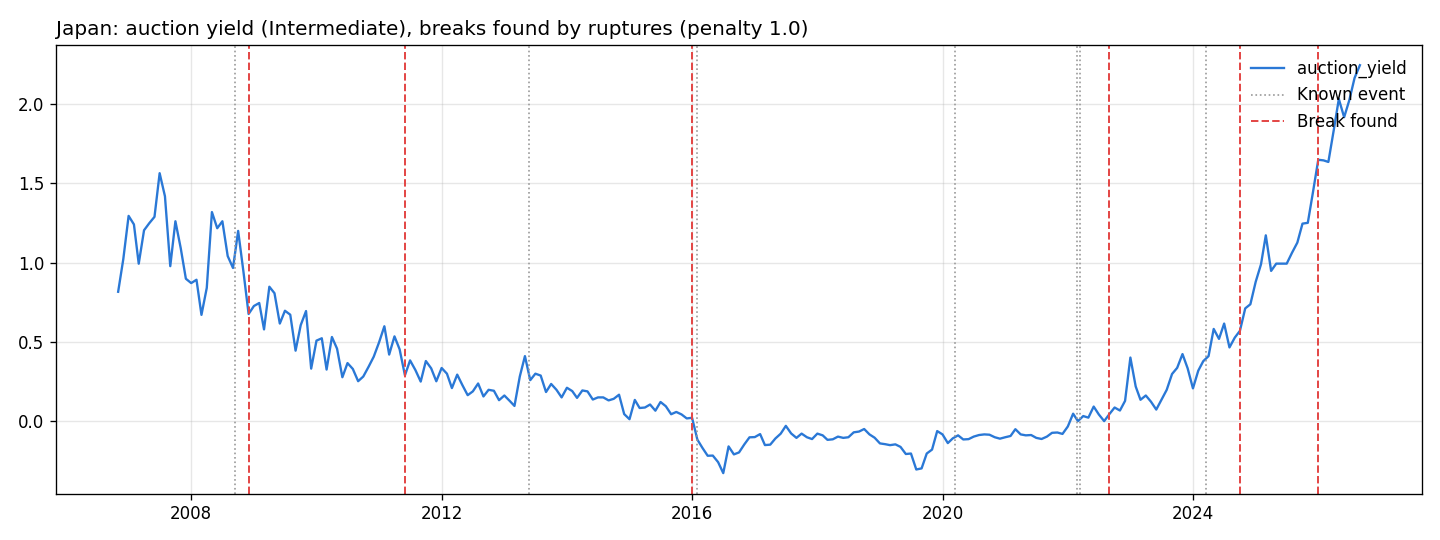 Japan: auction yield (Intermediate), breaks found by ruptures (penalty 1.0)
auction_yield
Known event
Break found
2.0
1.5
1.0
0.5
0.0
2008
2012
2016
2020
2024